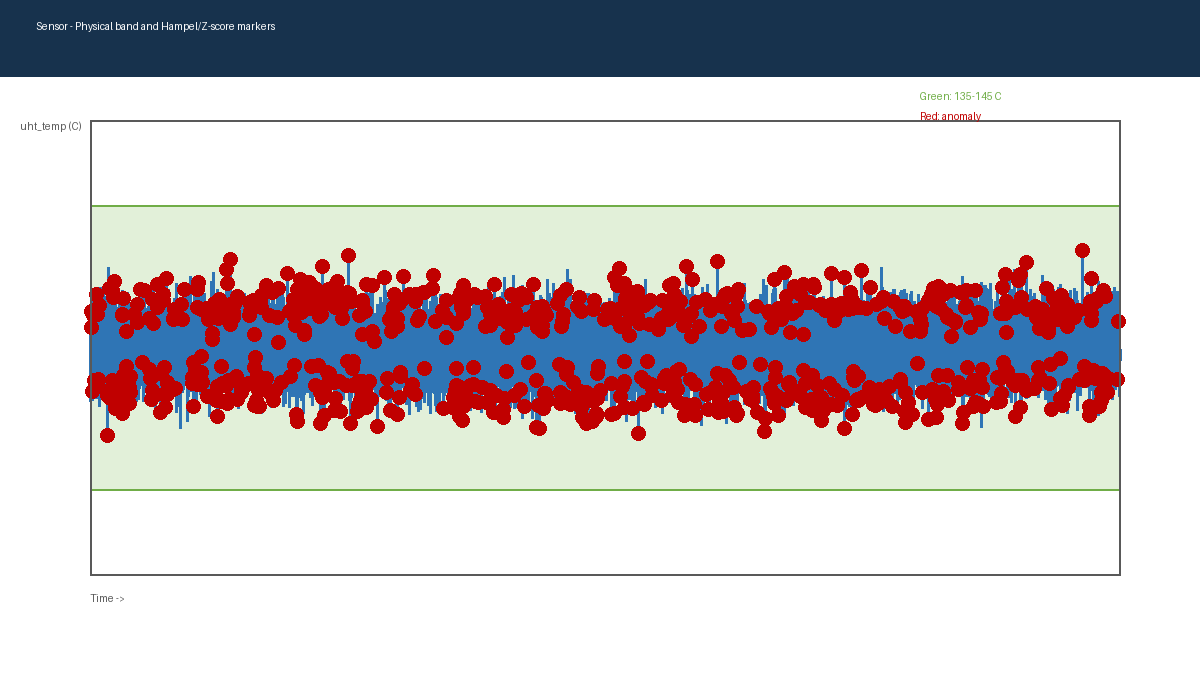 Sensor - Physical band and Hampel/Z-score markers
Green: 135-145 C
Red: anomaly
uht_temp (C)
Time ->